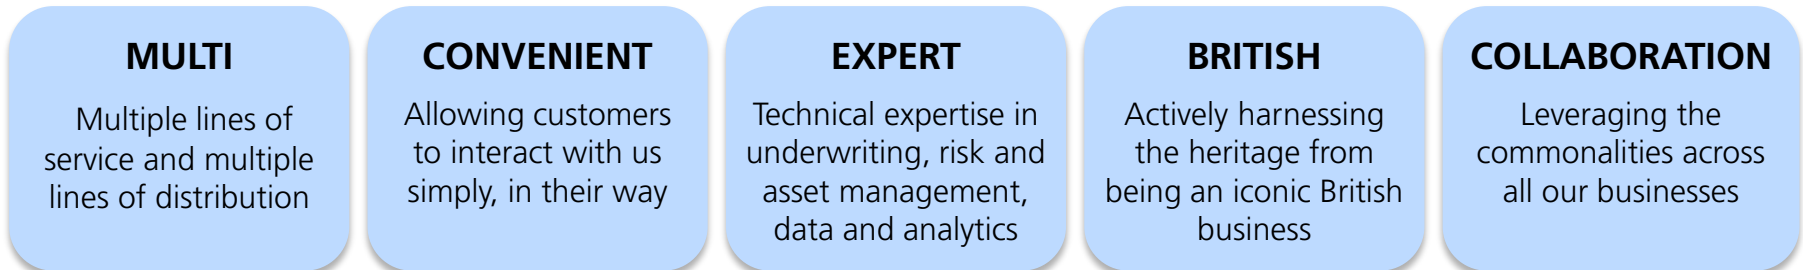 MULTI
Multiple lines of
service and multiple
lines of distribution
CONVENIENT
Allowing customers
to interact with us
simply, in their way
EXPERT
Technical expertise in
underwriting, risk and
asset management,
data and analytics
BRITISH
Actively harnessing
the heritage from
being an iconic British
business
COLLABORATION
Leveraging the
commonalities across
all our businesses